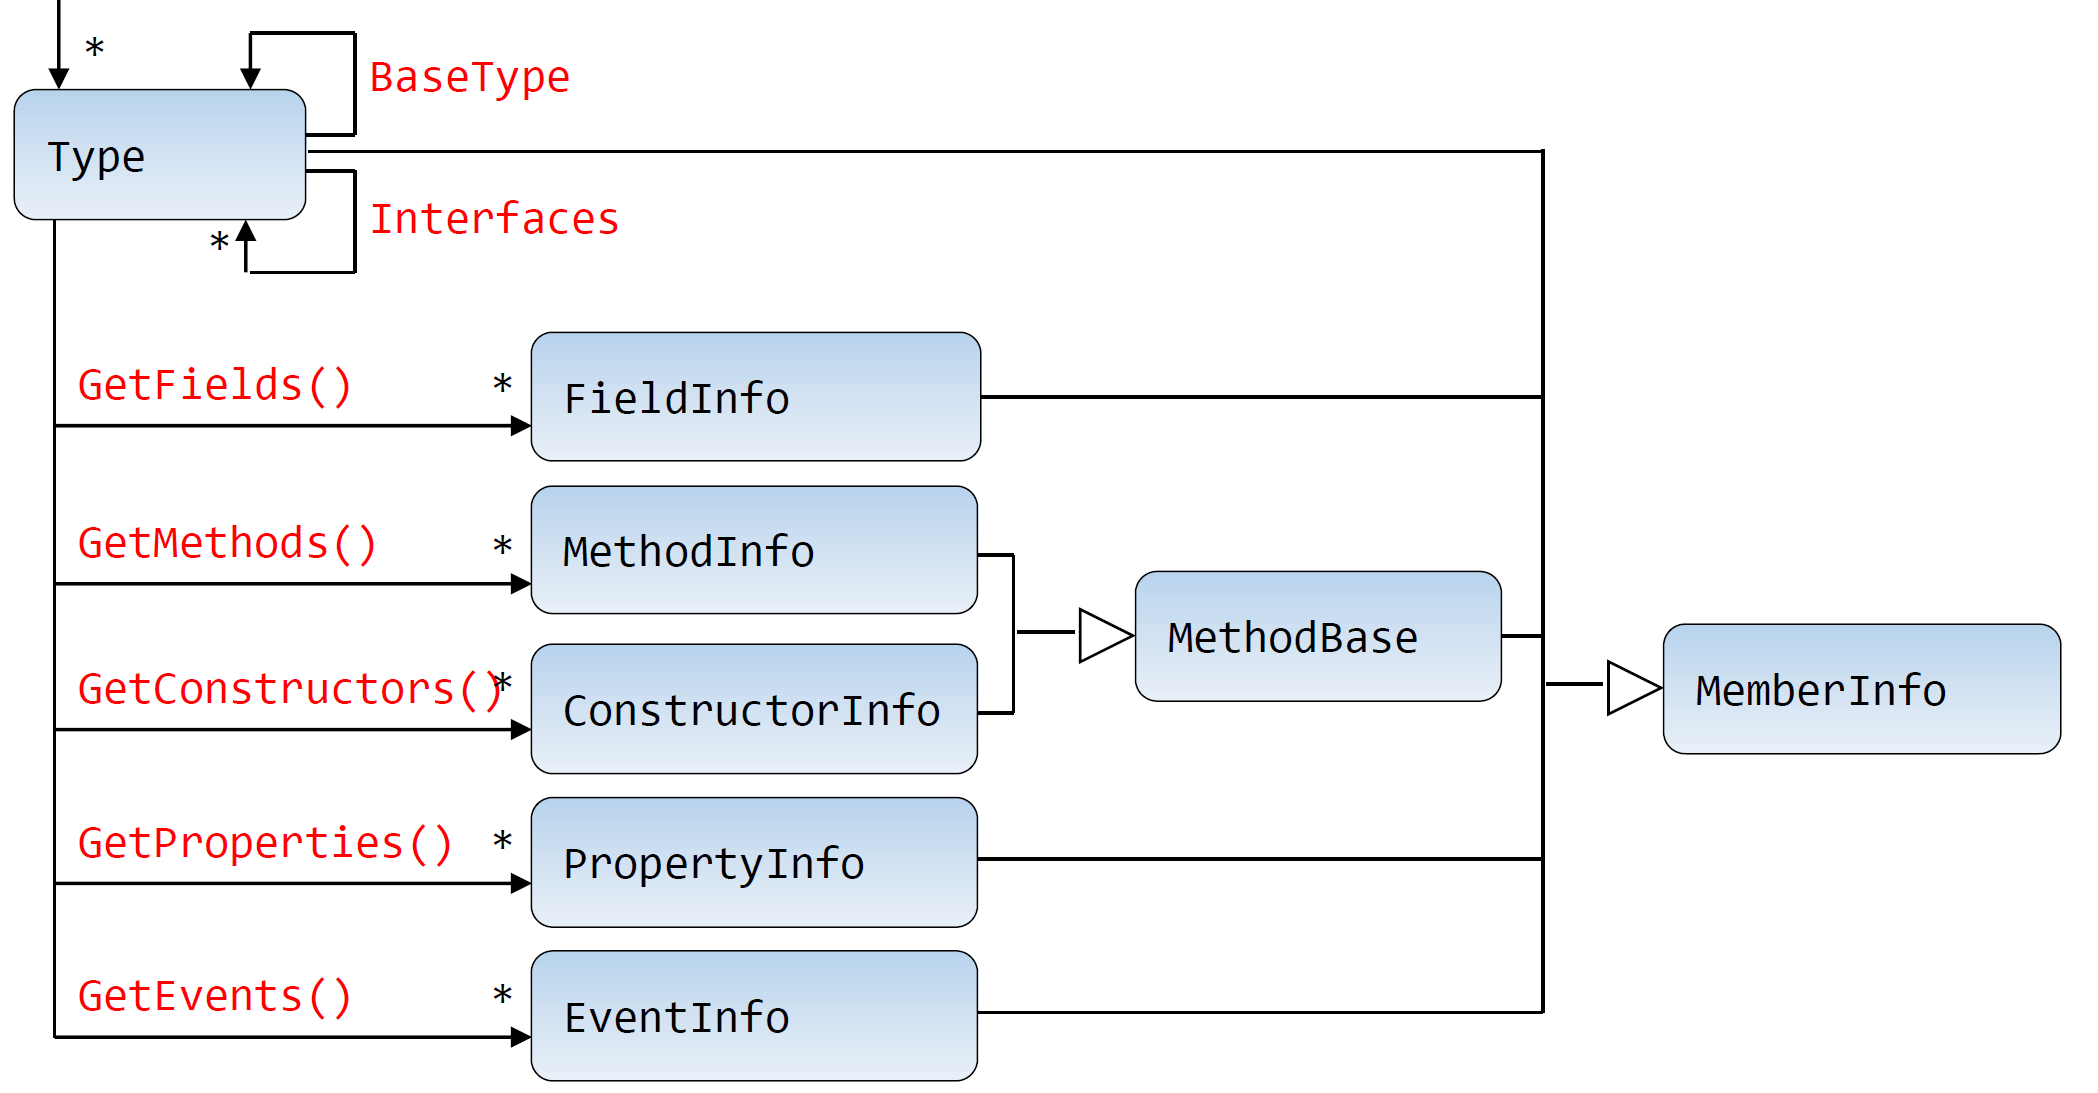 *
BaseType
Type
Interfaces
*
GetFields() *
FieldInfo
GetMethods() *
MethodInfo
MethodBase
GetConstructors() *
ConstructorInfo
MemberInfo
GetProperties() *
PropertyInfo
GetEvents() *
EventInfo